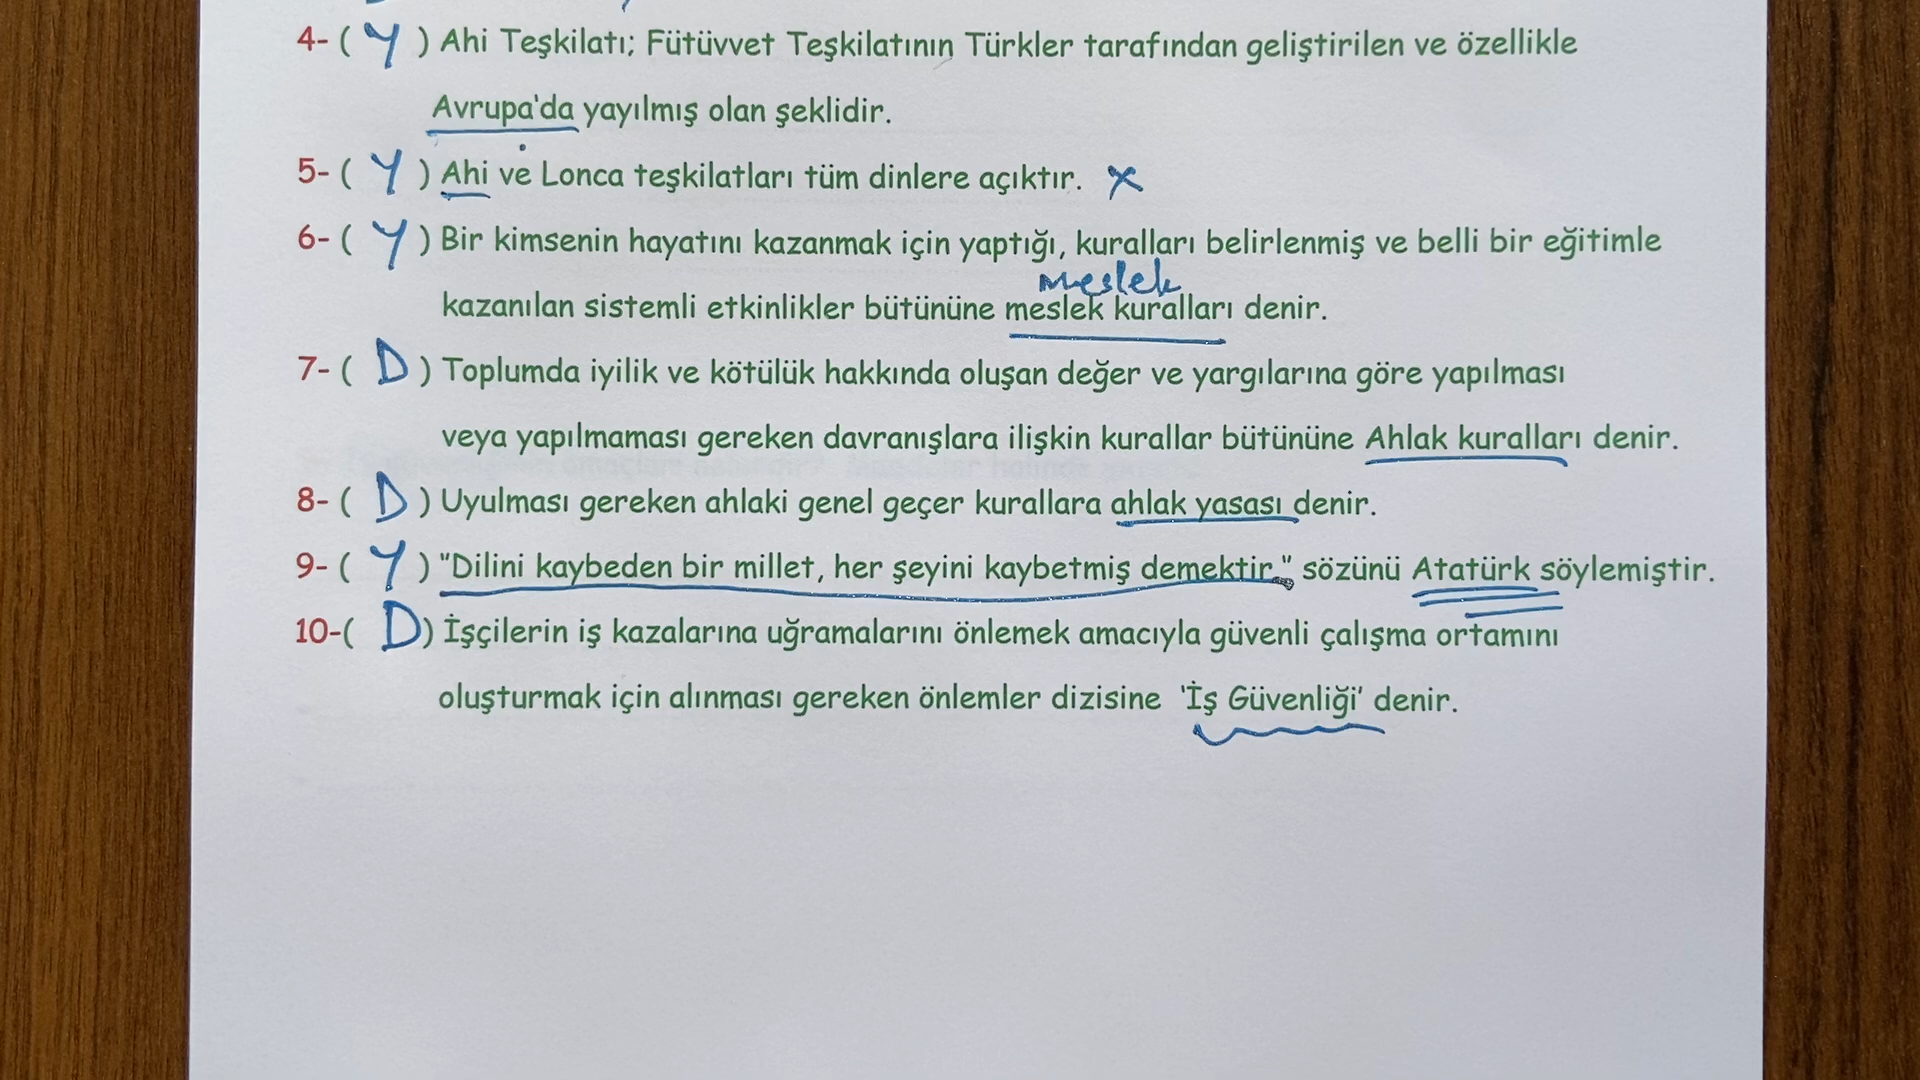 4- ( Y ) Ahi Teşkilatı; Fütüvvet Teşkilatının Türkler tarafından geliştirilen ve özellikle
Avrupa'da yayılmış olan şeklidir.
5- ( Y ) Ahi ve Lonca teşkilatları tüm dinlere açıktır. x
6- ( Y ) Bir kimsenin hayatını kazanmak için yaptığı, kuralları belirlenmiş ve belli bir eğitimle
meslek
kazanılan sistemli etkinlikler bütününe meslek kuralları denir.
7- ( D ) Toplumda iyilik ve kötülük hakkında oluşan değer ve yargılarına göre yapılması
veya yapılmaması gereken davranışlara ilişkin kurallar bütününe Ahlak kuralları denir.
8- ( D ) Uyulması gereken ahlaki genel geçer kurallara ahlak yasası denir.
9- ( Y ) "Dilini kaybeden bir millet, her şeyini kaybetmiş demektir." sözünü Atatürk söylemiştir.
10-( D ) İşçilerin iş kazalarına uğramalarını önlemek amacıyla güvenli çalışma ortamını
oluşturmak için alınması gereken önlemler dizisine 'İş Güvenliği' denir.